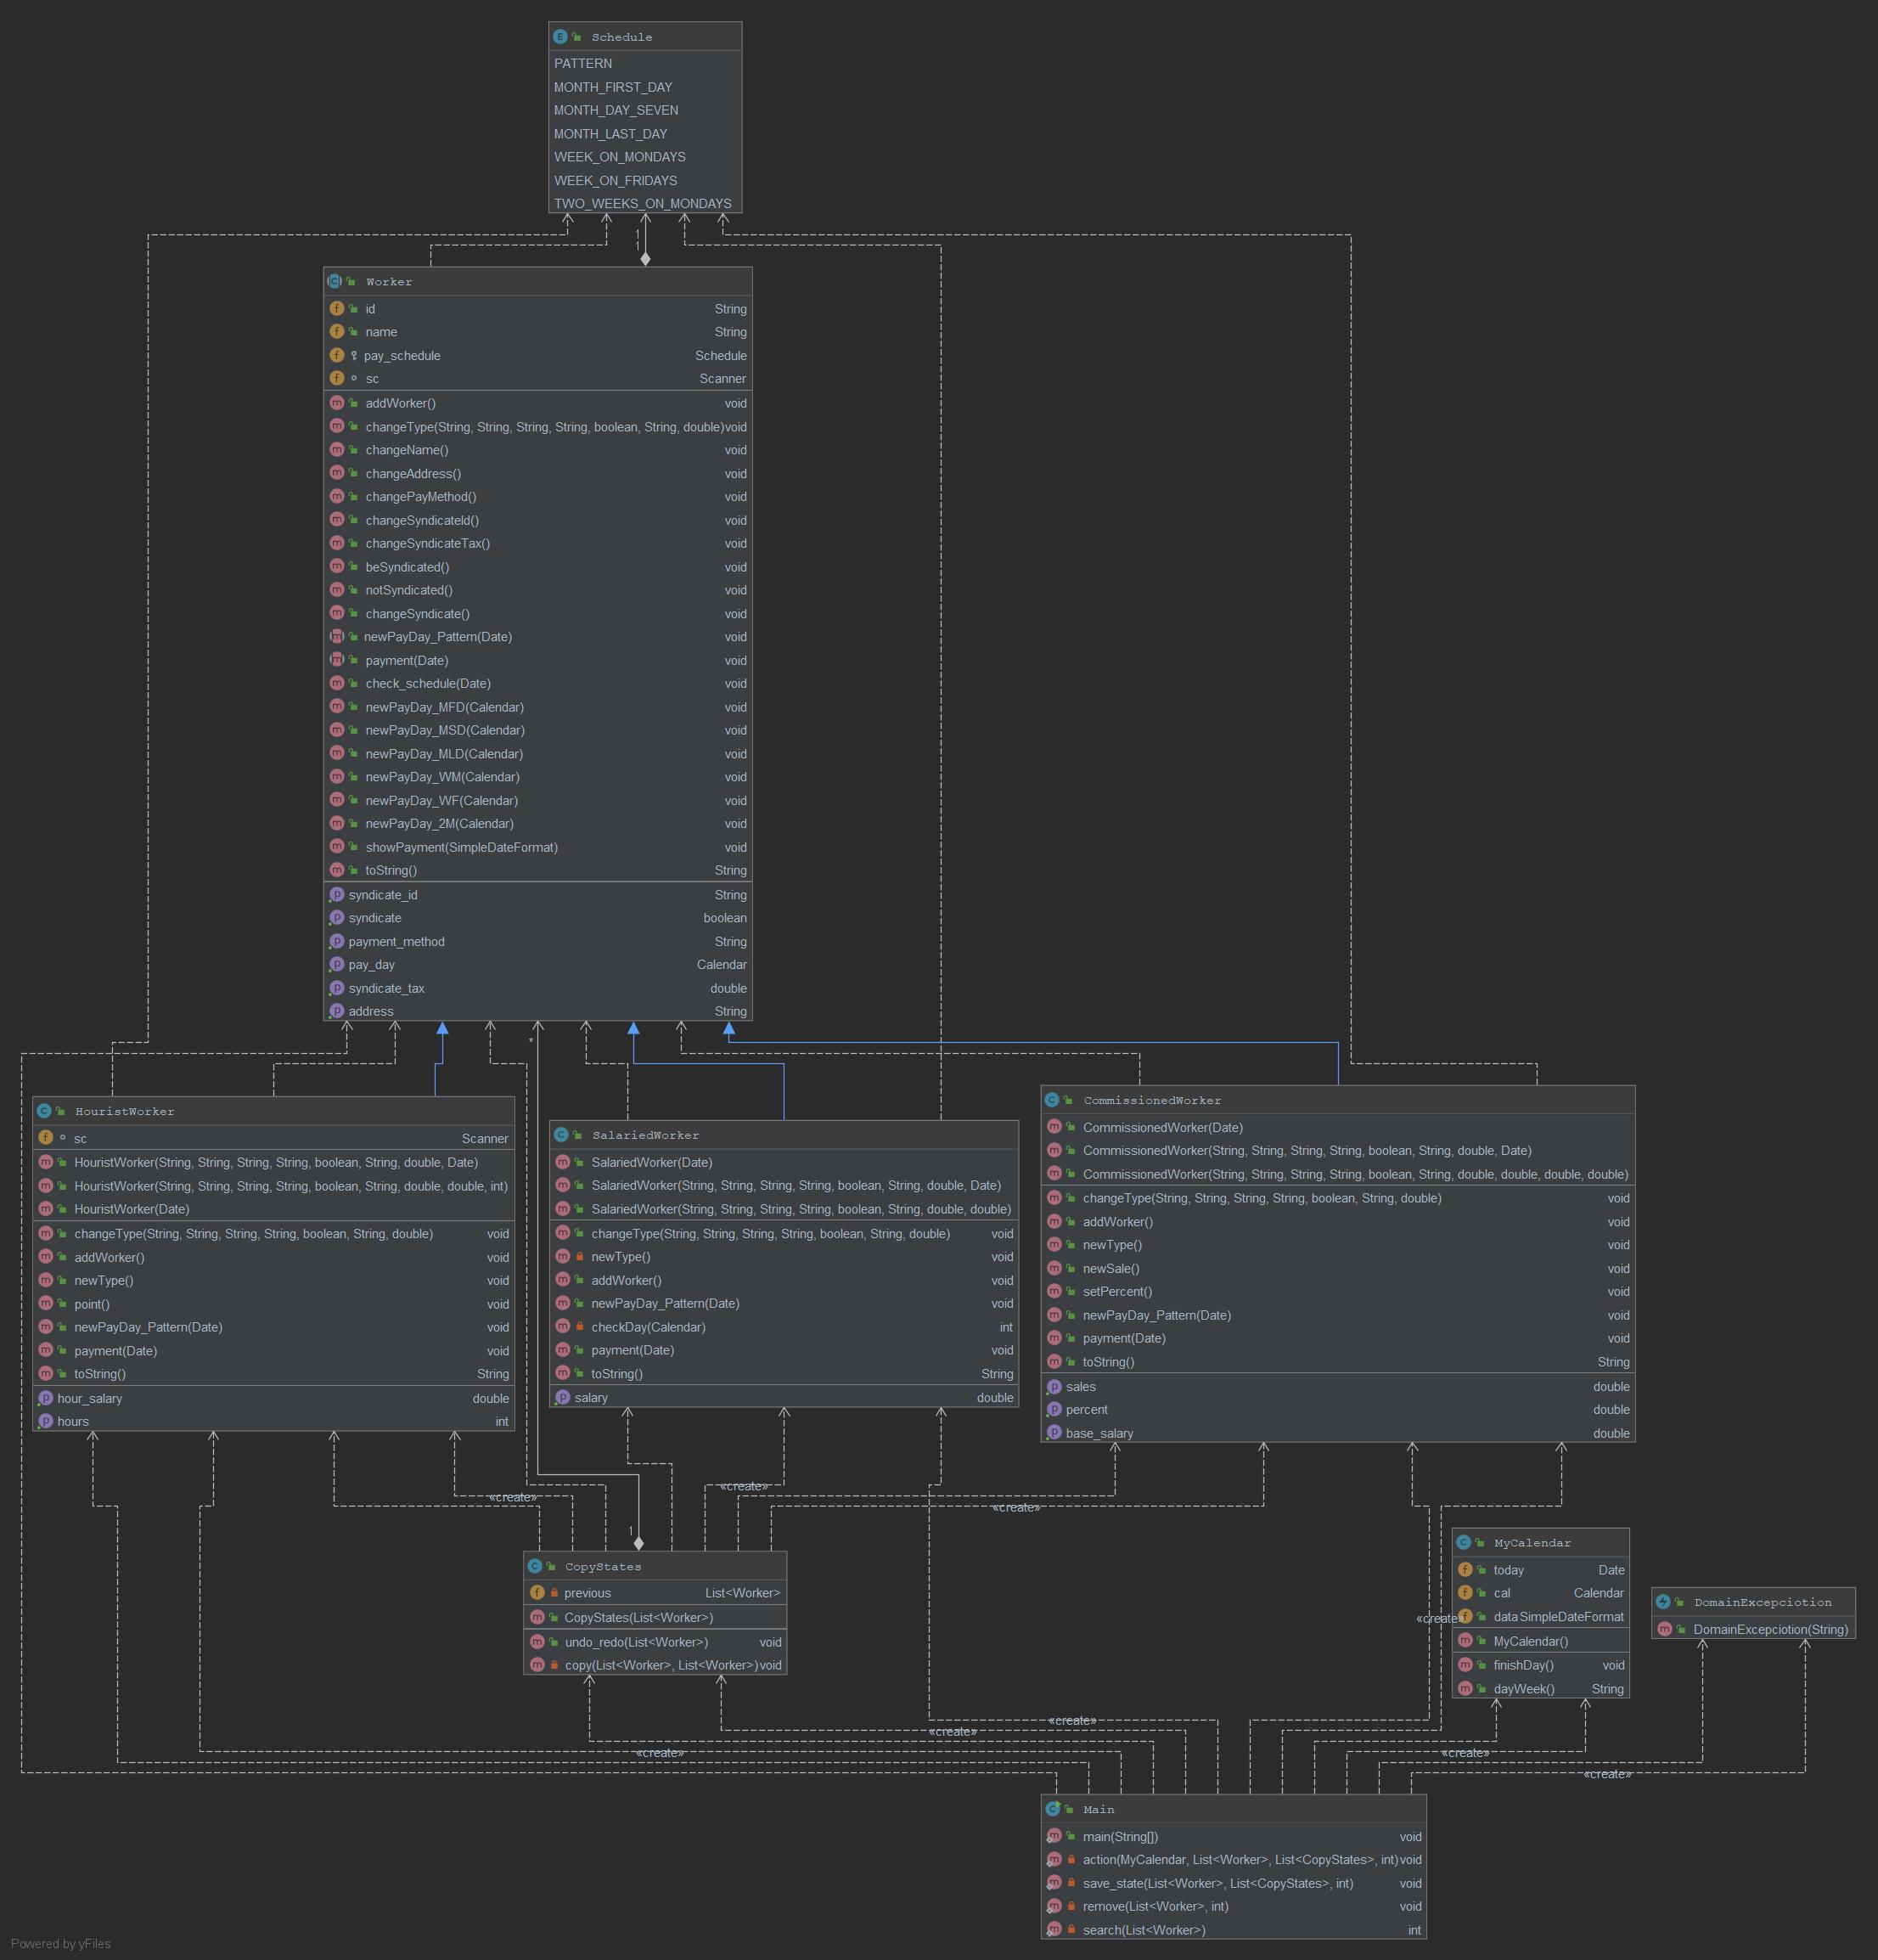 Schedule
PATTERN
MONTH_FIRST_DAY
MONTH_DAY_SEVEN
MONTH_LAST_DAY
WEEK_ON_MONDAYS
WEEK_ON_FRIDAYS
TWO_WEEKS_ON_MONDAYS
1
1
Worker
id String
name String
pay_schedule Schedule
sc Scanner
addWorker() void
changeType(String, String, String, String, boolean, String, double) void
changeName() void
changeAddress() void
changePayMethod() void
changeSyndicateId() void
changeSyndicateTax() void
beSyndicated() void
notSyndicated() void
changeSyndicate() void
newPayDay_Pattern(Date) void
payment(Date) void
check_schedule(Date) void
newPayDay_MFD(Calendar) void
newPayDay_MSD(Calendar) void
newPayDay_MLD(Calendar) void
newPayDay_WM(Calendar) void
newPayDay_WF(Calendar) void
newPayDay_2M(Calendar) void
showPayment(SimpleDateFormat) void
toString() String
syndicate_id String
syndicate boolean
payment_method String
pay_day Calendar
syndicate_tax double
address String
*
HouristWorker
sc Scanner
HouristWorker(String, String, String, String, boolean, String, double, Date)
HouristWorker(String, String, String, String, boolean, String, double, double, int)
HouristWorker(Date)
changeType(String, String, String, String, boolean, String, double) void
addWorker() void
newType() void
point() void
newPayDay_Pattern(Date) void
payment(Date) void
toString() String
hour_salary double
hours int
SalariedWorker
SalariedWorker(Date)
SalariedWorker(String, String, String, String, boolean, String, double, Date)
SalariedWorker(String, String, String, String, boolean, String, double, double)
changeType(String, String, String, String, boolean, String, double) void
newType() void
addWorker() void
newPayDay_Pattern(Date) void
checkDay(Calendar) int
payment(Date) void
toString() String
salary double
CommissionedWorker
CommissionedWorker(Date)
CommissionedWorker(String, String, String, String, boolean, String, double, Date)
CommissionedWorker(String, String, String, String, boolean, String, double, double, double, double)
changeType(String, String, String, String, boolean, String, double) void
addWorker() void
newType() void
newSale() void
setPercent() void
newPayDay_Pattern(Date) void
payment(Date) void
toString() String
sales double
percent double
base_salary double
«create»
«create»
«create»
1
CopyStates
previous List<Worker>
CopyStates(List<Worker>)
undo_redo(List<Worker>) void
copy(List<Worker>, List<Worker>) void
«create»
MyCalendar
today Date
cal Calendar
data SimpleDateFormat
MyCalendar()
finishDay() void
dayWeek() String
DomainExcepciotion
DomainExcepciotion(String)
«create»
«create»
«create»
«create»
«create»
Main
main(String[]) void
action(MyCalendar, List<Worker>, List<CopyStates>, int) void
save_state(List<Worker>, List<CopyStates>, int) void
remove(List<Worker>, int) void
search(List<Worker>) int
Powered by yFiles